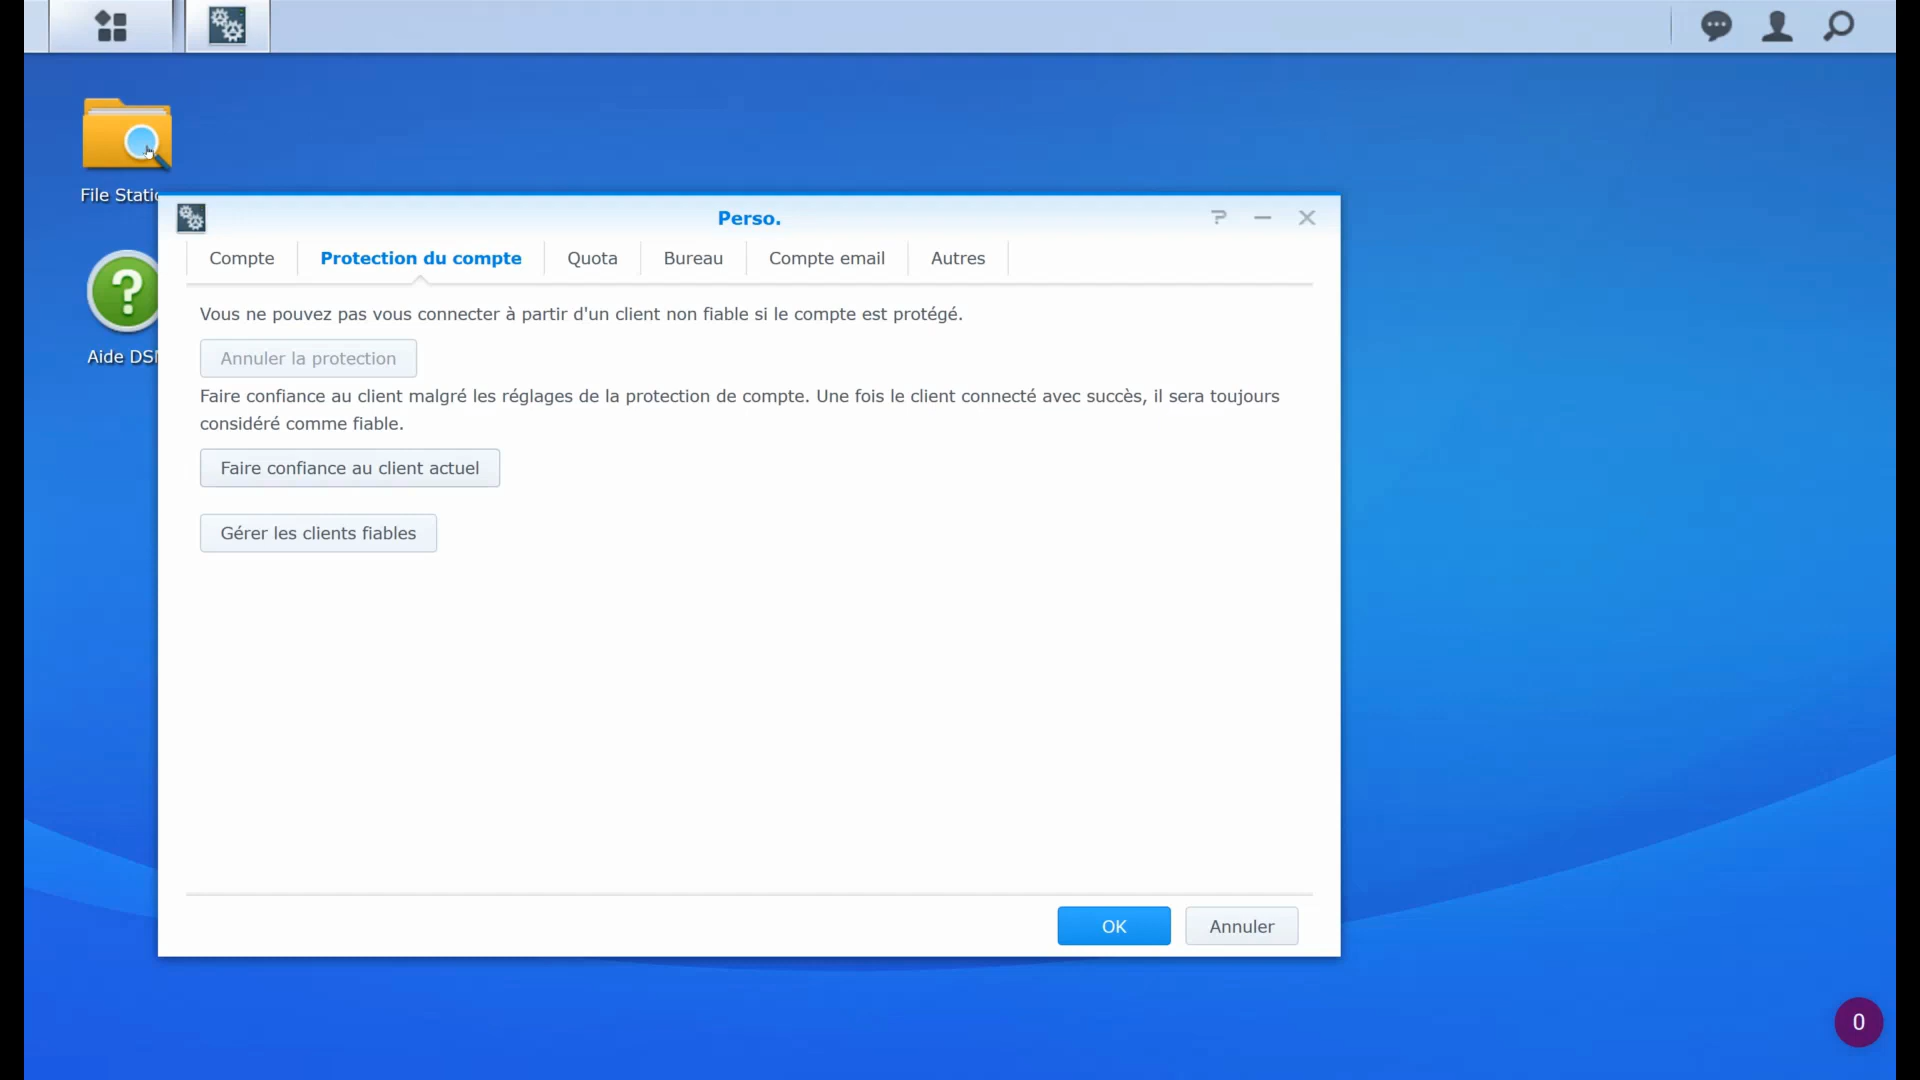 File Static
Perso.
Compte
Protection du compte
Quota
Bureau
Compte email
Autres
Vous ne pouvez pas vous connecter à partir d'un client non fiable si le compte est protégé.
Annuler la protection
Aide DSM
Faire confiance au client malgré les réglages de la protection de compte. Une fois le client connecté avec succès, il sera toujours
considéré comme fiable.
Faire confiance au client actuel
Gérer les clients fiables
OK
Annuler
0